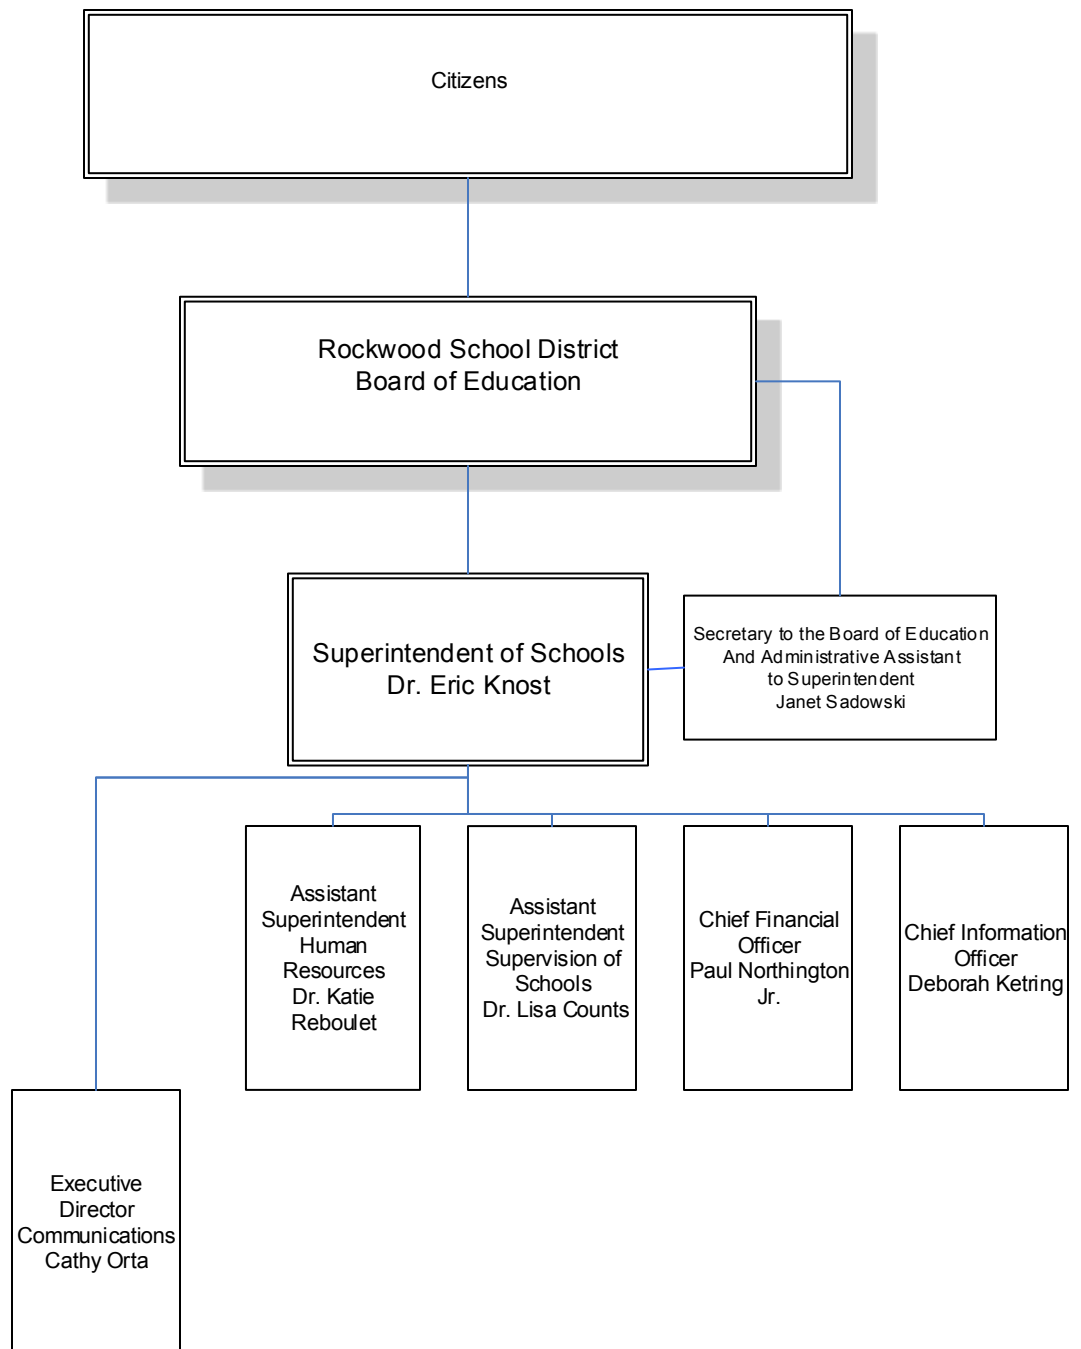 Citizens
Rockwood School District
Board of Education
Superintendent of Schools
Dr. Eric Knost
Secretary to the Board of Education
And Administrative Assistant
to Superintendent
Janet Sadowski
Assistant
Superintendent
Human
Resources
Dr. Katie
Reboulet
Assistant
Superintendent
Supervision of
Schools
Dr. Lisa Counts
Chief Financial
Officer
Paul Northington
Jr.
Chief Information
Officer
Deborah Ketring
Executive
Director
Communications
Cathy Orta